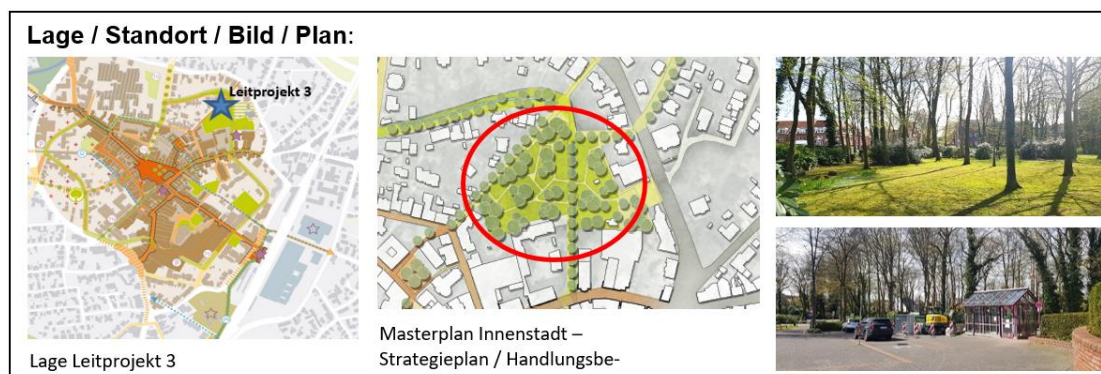 Lage / Standort / Bild / Plan:
Leitprojekt 3
Lage Leitprojekt 3
Masterplan Innenstadt –
Strategieplan / Handlungsbe-